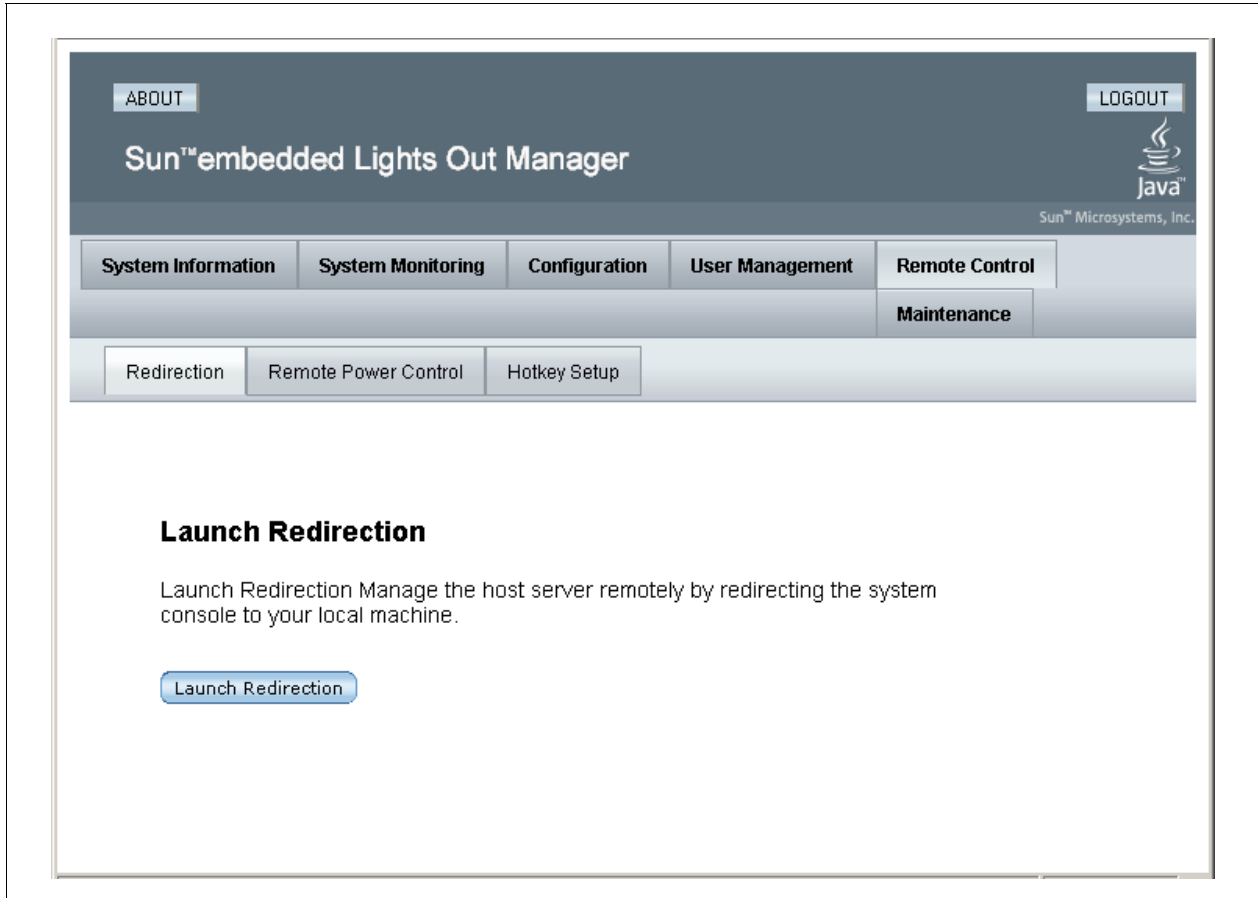 ABOUT
LOGOUT
Sun™embedded Lights Out Manager
Java™
Sun™ Microsystems, Inc.
System Information System Monitoring Configuration User Management Remote Control
Maintenance
Redirection Remote Power Control Hotkey Setup
Launch Redirection
Launch Redirection Manage the host server remotely by redirecting the system
console to your local machine.
Launch Redirection